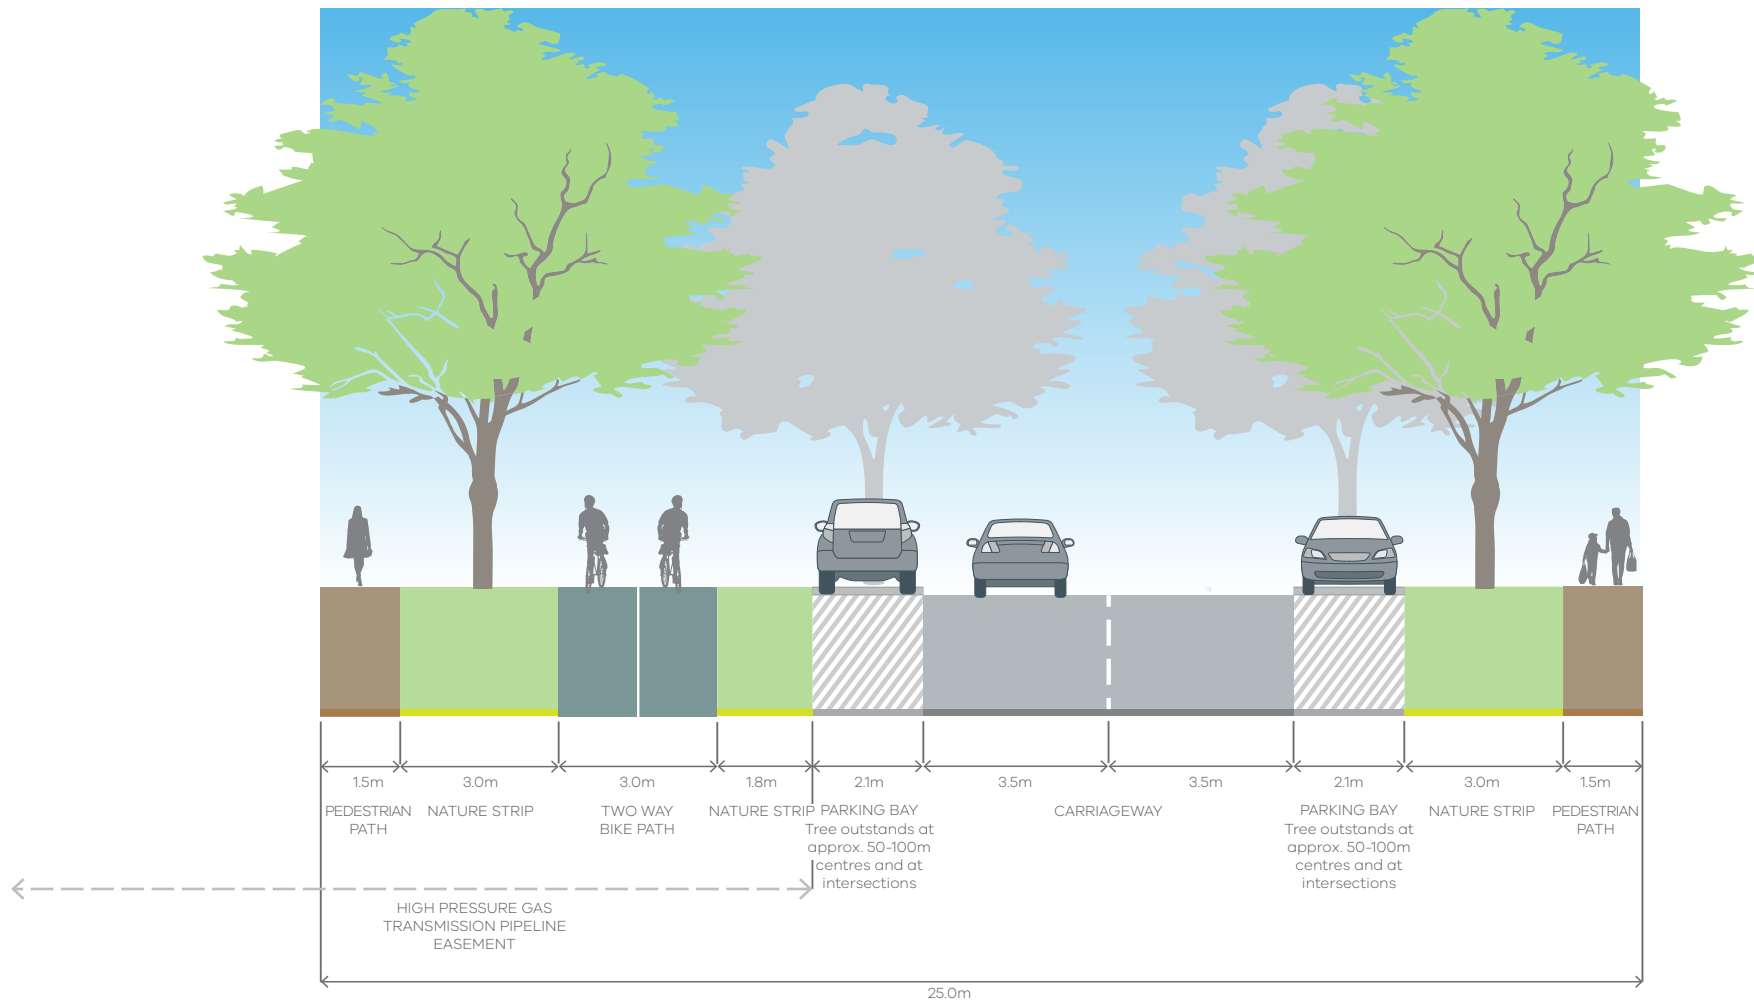 1.5m
3.0m
3.0m
1.8m
2.1m
3.5m
3.5m
2.1m
3.0m
1.5m
PEDESTRIAN
PATH
NATURE STRIP
TWO WAY
BIKE PATH
NATURE STRIP
PARKING BAY
Tree outstands at
approx. 50-100m
centres and at
intersections
CARRIAGEWAY
PARKING BAY
Tree outstands at
approx. 50-100m
centres and at
intersections
NATURE STRIP
PEDESTRIAN
PATH
HIGH PRESSURE GAS
TRANSMISSION PIPELINE
EASEMENT
25.0m